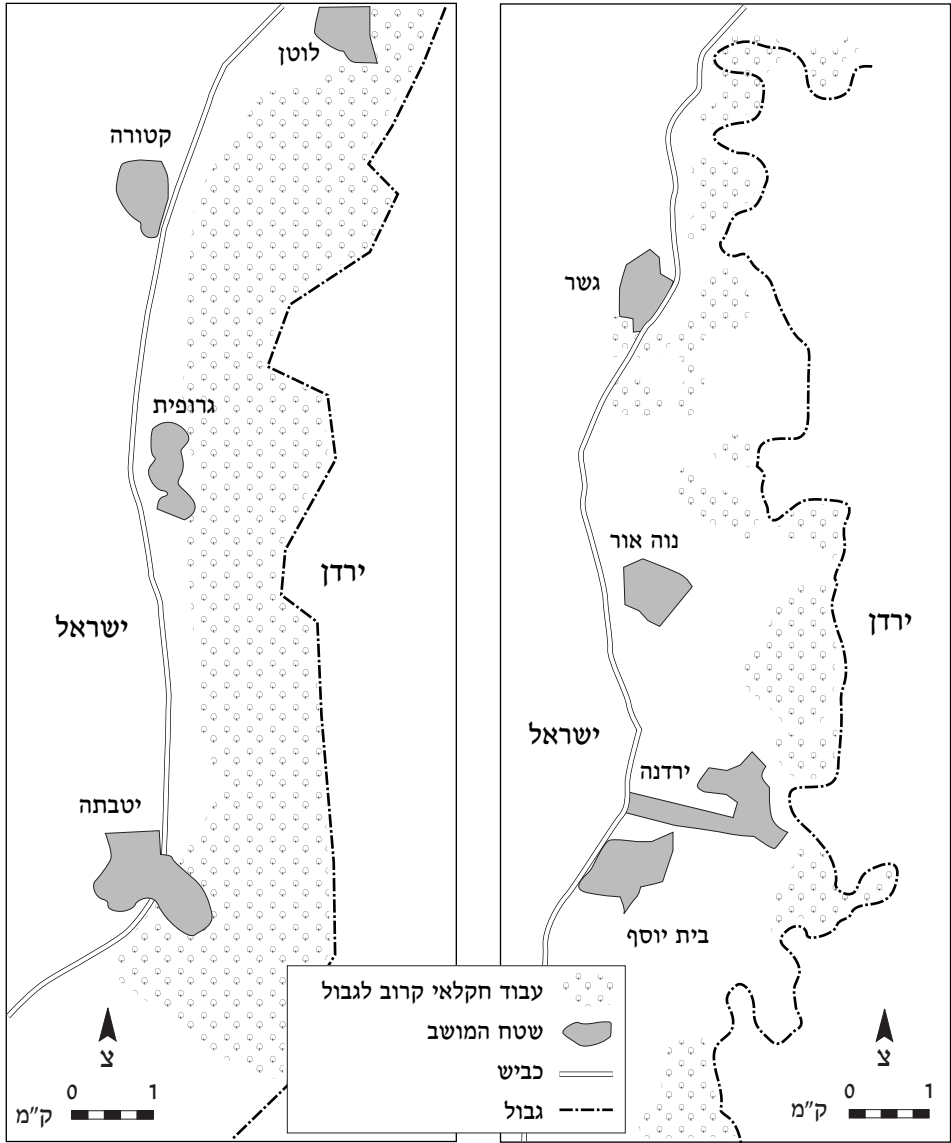 לוטן
קטורה
גרופית
ירדן
ישראל
יטבתה
צ
0 1
ק"מ
גשר
נוה אור
ירדן
ישראל
ירדנה
בית יוסף
צ
0 1
ק"מ
עבוד חקלאי קרוב לגבול
שטח המושב
כביש
גבול